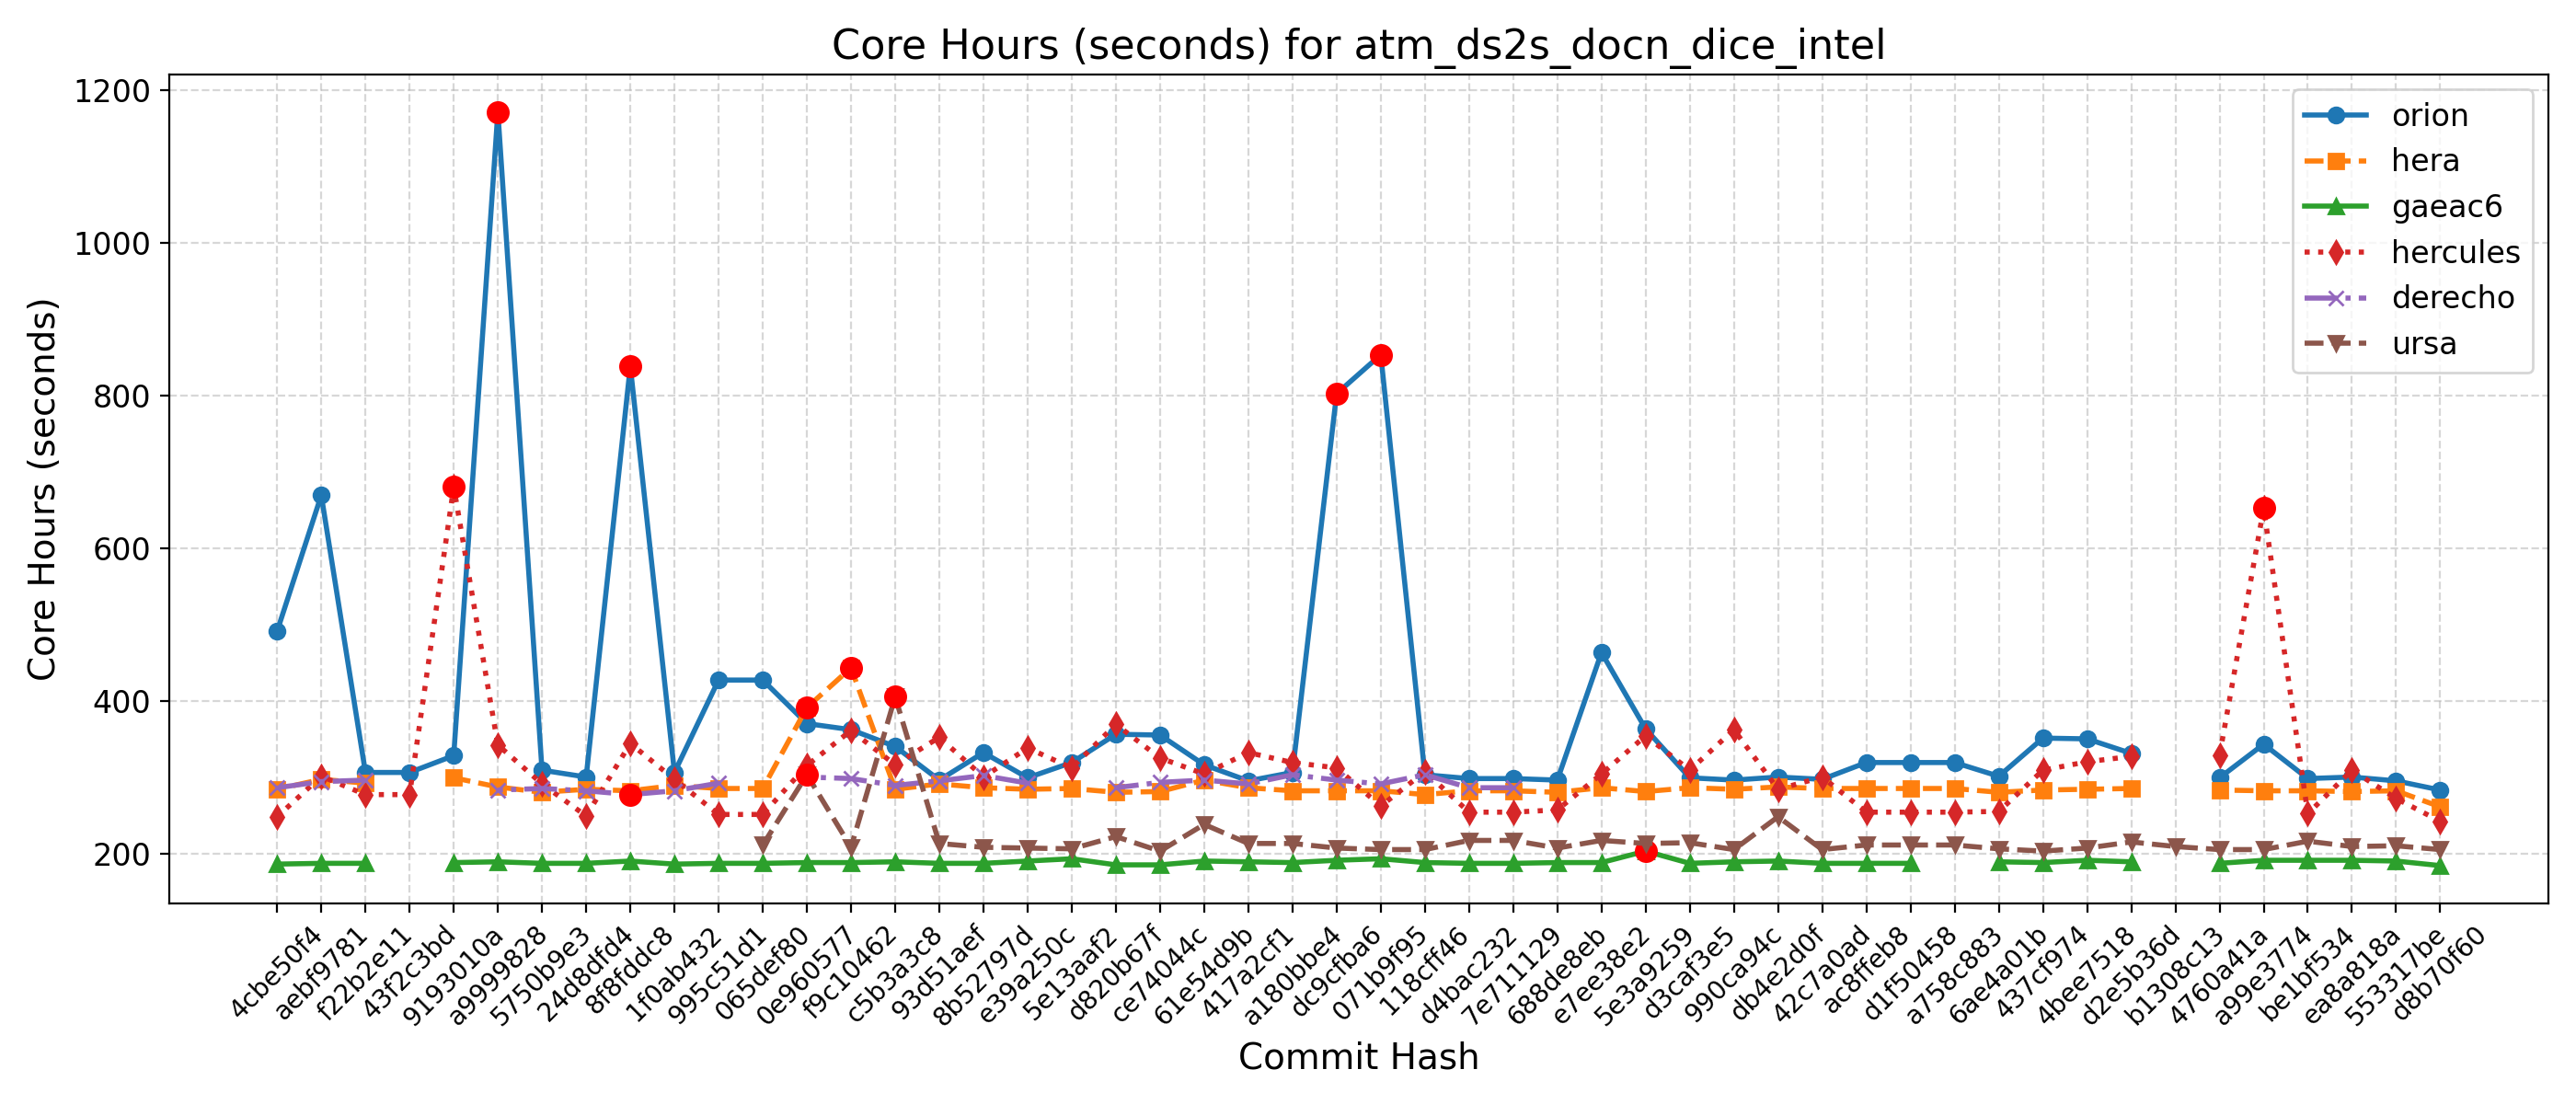 Core Hours (seconds) for atm_ds2s_docn_dice_intel
Core Hours (seconds)
1200
1000
800
600
400
200
orion
hera
gaeac6
hercules
derecho
ursa
4cbe50f4
aebf9781
f22b2e11
43f2c3bd
9193010a
a9999828
5750b9e3
24d8dfd4
8f8fddc8
1f0ab432
995c51d1
065def80
0e960577
f9c10462
c5b3a3c8
93d51aef
8b52797d
e39a250c
5e13aaf2
d820b67f
ce74044c
61e54d9b
417a2cf1
a180bbe4
dc9cfba6
071b9f95
118cff46
d4bac232
7e711129
688de8eb
e7ee38e2
5e3a9259
d3caf3e5
990ca94c
db4e2d0f
42c7a0ad
ac8ffeb8
d1f50458
a758c883
6ae4a01b
437cf974
4bee7518
d2e5b36d
b1308c13
4760a41a
a99e3774
be1bf534
ea8a818a
553317be
d8b70f60
Commit Hash